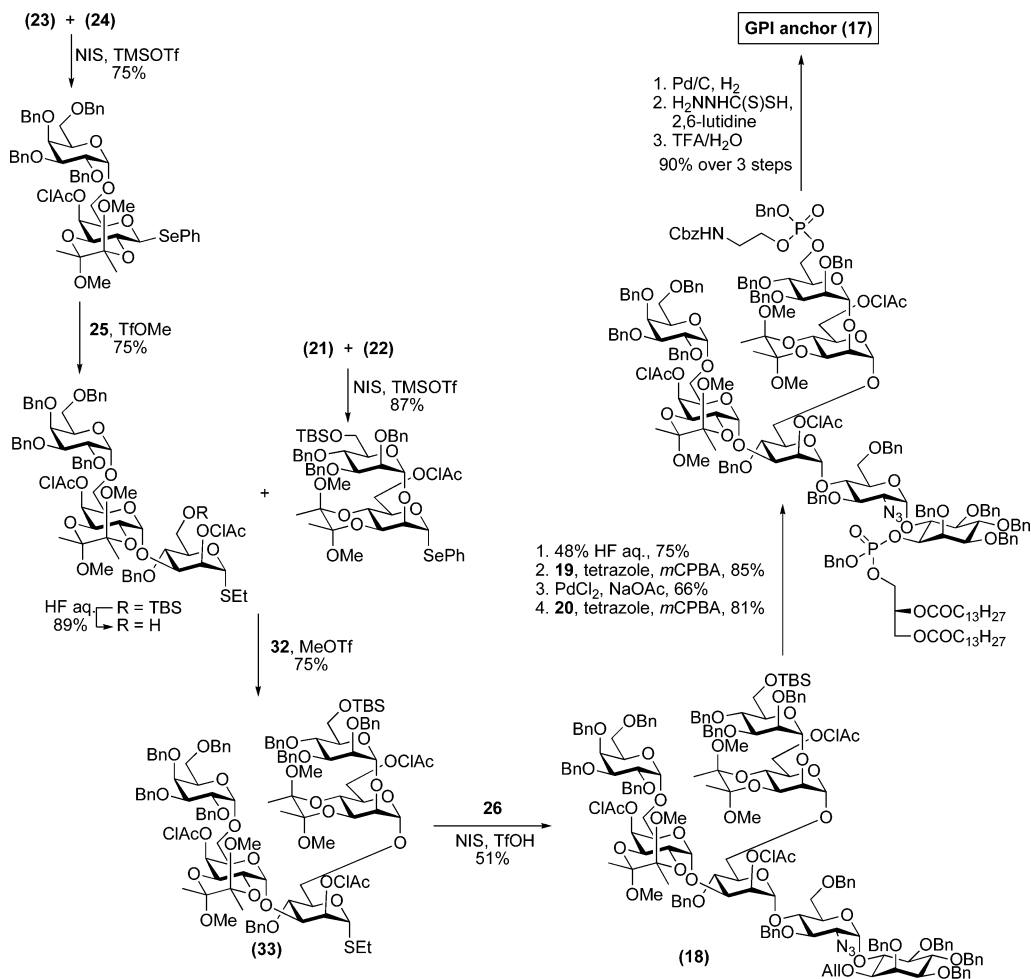 (23) + (24)
NIS, TMSOTf
75%
BnO
OBn
O
BnO
BnO
O
ClAcO
OMe
O
O
O
SePh
O
OMe
25, TfOMe
75%
(21) + (22)
NIS, TMSOTf
87%
BnO
OBn
O
BnO
BnO
O
ClAcO
OMe
O
O
O
O
OMe
OR
OClAc
O
BnO
SEt
HF aq.
89%
R = TBS
R = H
+
TBSO
OBn
BnO
O
BnO
OClAc
OMe
O
O
O
O
OMe
SePh
32, MeOTf
75%
OTBS
OBn
BnO
O
BnO
OClAc
OMe
O
O
O
O
OMe
O
BnO
OBn
O
BnO
BnO
O
ClAcO
OMe
O
O
O
O
OMe
OClAc
O
BnO
SEt
(33)
26
NIS, TfOH
51%
OTBS
OBn
BnO
O
BnO
OClAc
OMe
O
O
O
O
OMe
O
BnO
OBn
O
BnO
BnO
O
ClAcO
OMe
O
O
O
O
OMe
OClAc
O
BnO
O
OBn
O
BnO
N3
O
OBn
OBn
OBn
OBn
AllO
(18)
1. 48% HF aq., 75%
2. 19, tetrazole, mCPBA, 85%
3. PdCl2, NaOAc, 66%
4. 20, tetrazole, mCPBA, 81%
BnO
O
P
CbzHN
O
O
OBn
BnO
O
BnO
OClAc
OMe
O
O
O
O
OMe
O
BnO
OBn
O
BnO
BnO
O
ClAcO
OMe
O
O
O
O
OMe
OClAc
O
BnO
O
OBn
O
BnO
N3
O
OBn
OBn
OBn
OBn
O
O
P
BnO
O
OCOC13H27
OCOC13H27
1. Pd/C, H2
2. H2NNHC(S)SH,
2,6-lutidine
3. TFA/H2O
90% over 3 steps
GPI anchor (17)